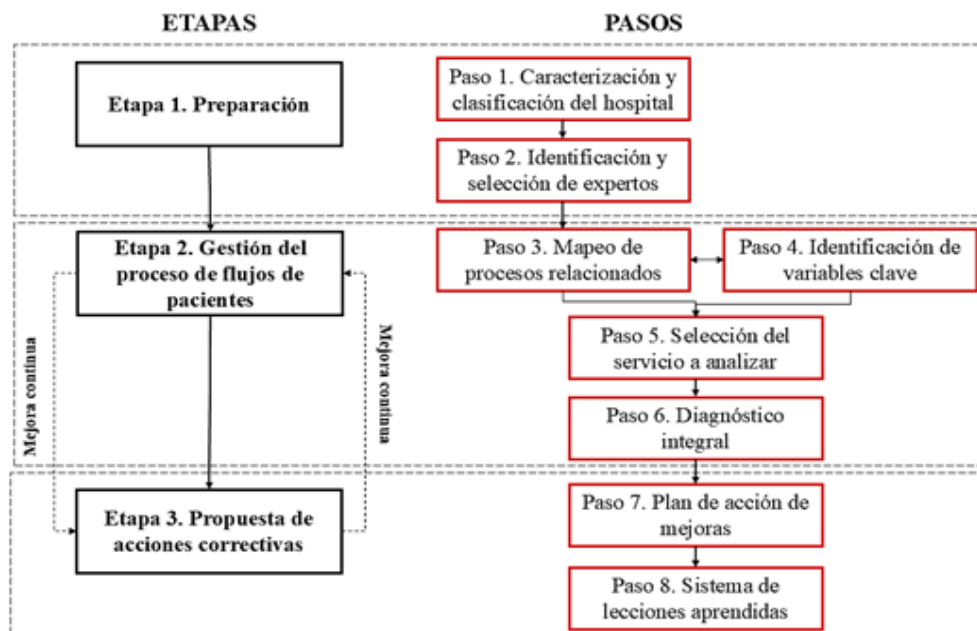 ETAPAS
PASOS
Etapa 1. Preparación
Paso 1. Caracterización y
clasificación del hospital
Paso 2. Identificación y
selección de expertos
Etapa 2. Gestión del
proceso de flujos de
pacientes
Paso 3. Mapeo de
procesos relacionados
Paso 4. Identificación de
variables clave
Paso 5. Selección del
servicio a analizar
Paso 6. Diagnóstico
integral
Mejora continua
Mejora continua
Etapa 3. Propuesta de
acciones correctivas
Paso 7. Plan de acción de
mejoras
Paso 8. Sistema de
lecciones aprendidas